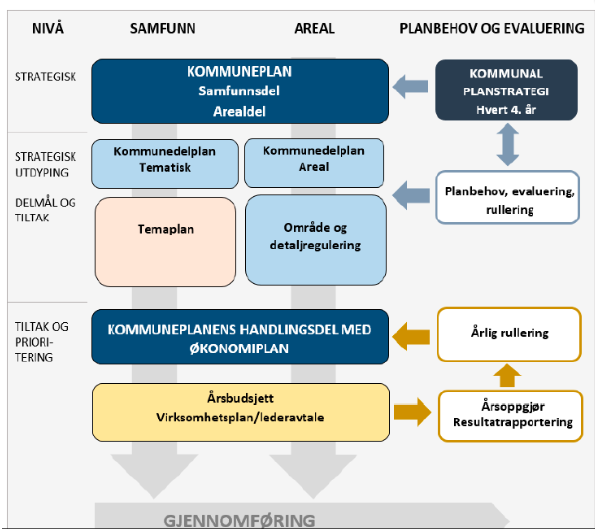 NIVÅ
SAMFUNN
AREAL
PLANBEHOV OG EVALUERING
STRATEGISK
KOMMUNEPLAN
Samfunnsdel
Arealdel
KOMMUNAL
PLANSTRATEGI
Hvert 4. år
STRATEGISK
UTDYPING
DELMÅL OG
TILTAK
Kommunedelplan
Tematisk
Kommunedelplan
Areal
Planbehov, evaluering,
rullering
Temaplan
Område og
detaljregulering
TILTAK OG
PRIORI-
TERING
KOMMUNEPLANENS HANDLINGSDEL MED
ØKONOMIPLAN
Årlig rullering
Årsbudsjett
Virksomhetsplan/lederavtale
Årsoppgjør
Resultatrapportering
GJENNOMFØRING